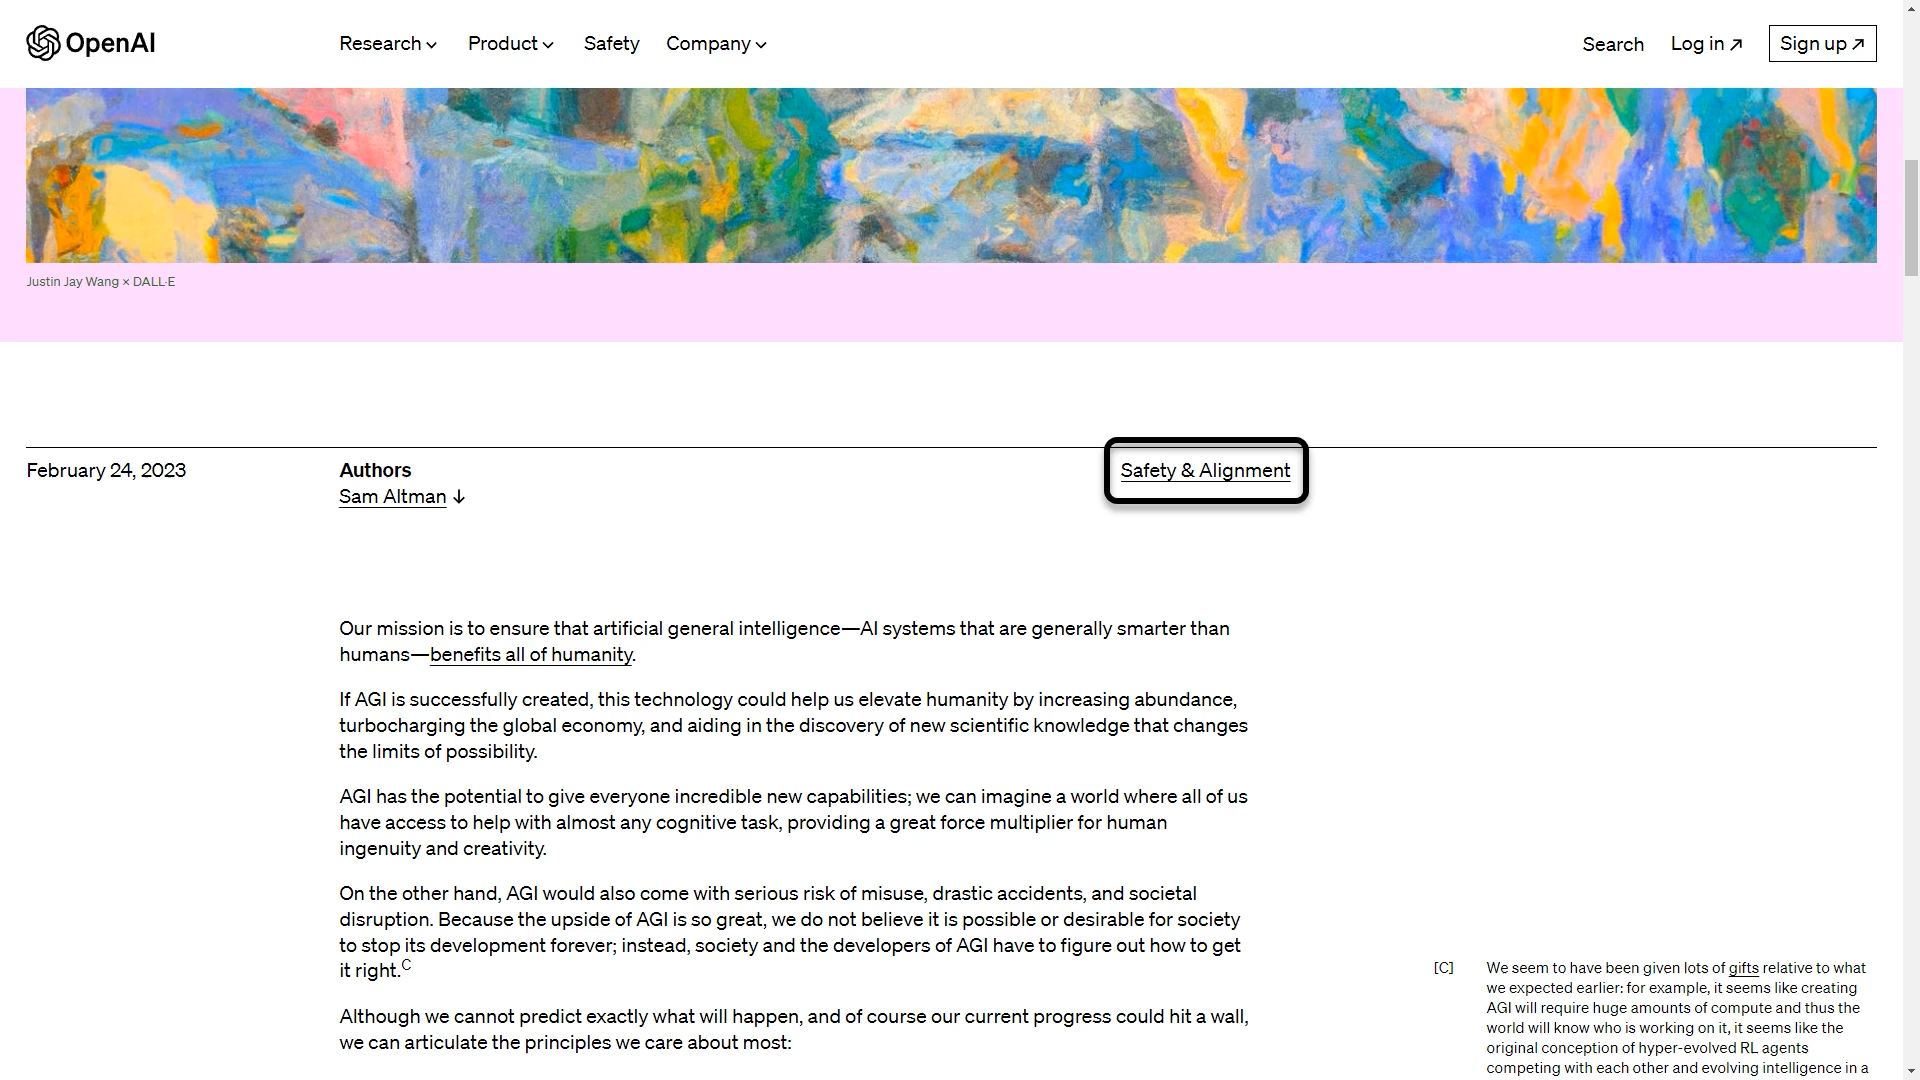 OpenAI
Research Product Safety Company
Search Log in ↗ Sign up ↗
Justin Jay Wang × DALL·E
February 24, 2023
Authors
Sam Altman ↓
Safety & Alignment
Our mission is to ensure that artificial general intelligence—AI systems that are generally smarter than
humans—benefits all of humanity.
If AGI is successfully created, this technology could help us elevate humanity by increasing abundance,
turbocharging the global economy, and aiding in the discovery of new scientific knowledge that changes
the limits of possibility.
AGI has the potential to give everyone incredible new capabilities; we can imagine a world where all of us
have access to help with almost any cognitive task, providing a great force multiplier for human
ingenuity and creativity.
On the other hand, AGI would also come with serious risk of misuse, drastic accidents, and societal
disruption. Because the upside of AGI is so great, we do not believe it is possible or desirable for society
to stop its development forever; instead, society and the developers of AGI have to figure out how to get
it right.C
Although we cannot predict exactly what will happen, and of course our current progress could hit a wall,
we can articulate the principles we care about most:
[C] We seem to have been given lots of gifts relative to what
we expected earlier: for example, it seems like creating
AGI will require huge amounts of compute and thus the
world will know who is working on it, it seems like the
original conception of hyper-evolved RL agents
competing with each other and evolving intelligence in a